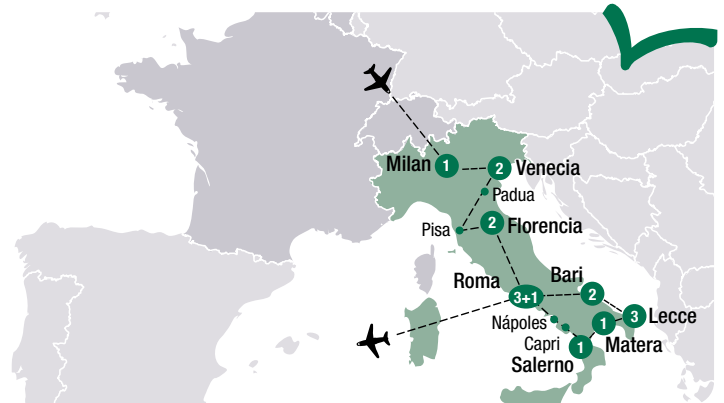 Milan
1
2
Venecia
Padua
Pisa
2
Florencia
Roma
3+1
Bari
2
Nápoles
Capri
3
Lecce
1
Matera
1
Salerno